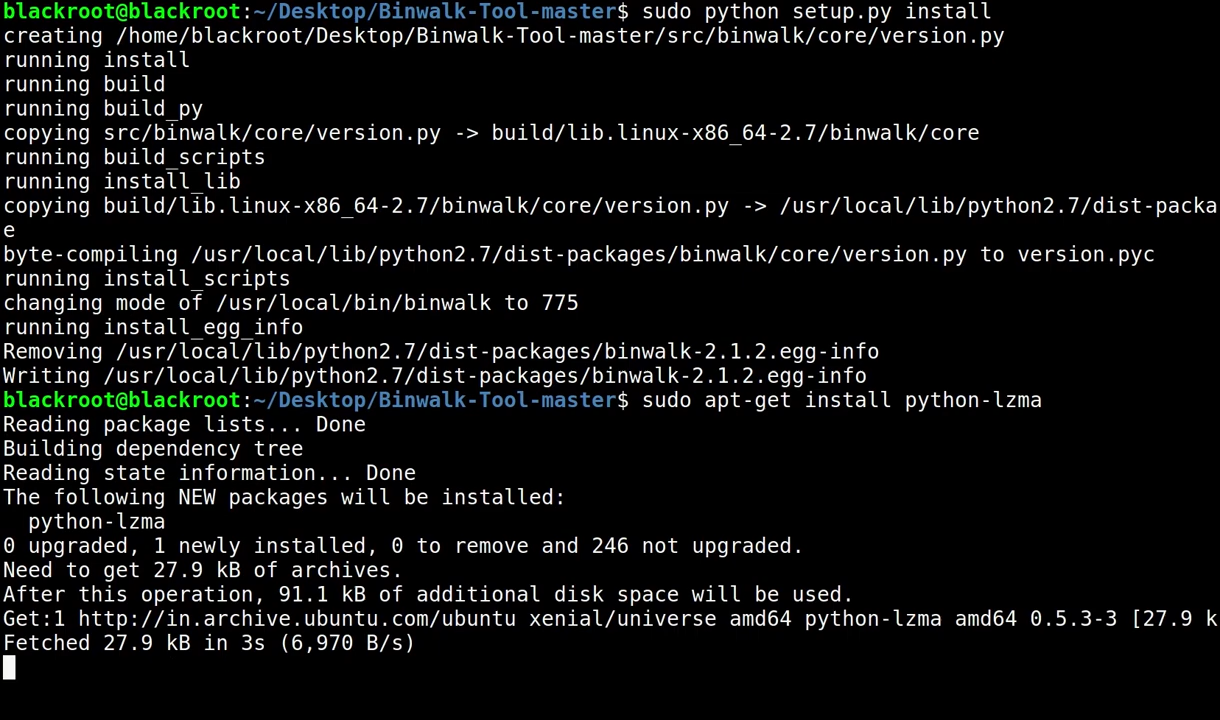 blackroot@blackroot:~/Desktop/Binwalk-Tool-master$ sudo python setup.py install
creating /home/blackroot/Desktop/Binwalk-Tool-master/src/binwalk/core/version.py
running install
running build
running build_py
copying src/binwalk/core/version.py -> build/lib.linux-x86_64-2.7/binwalk/core
running build_scripts
running install_lib
copying build/lib.linux-x86_64-2.7/binwalk/core/version.py -> /usr/local/lib/python2.7/dist-packa
e
byte-compiling /usr/local/lib/python2.7/dist-packages/binwalk/core/version.py to version.pyc
running install_scripts
changing mode of /usr/local/bin/binwalk to 775
running install_egg_info
Removing /usr/local/lib/python2.7/dist-packages/binwalk-2.1.2.egg-info
Writing /usr/local/lib/python2.7/dist-packages/binwalk-2.1.2.egg-info
blackroot@blackroot:~/Desktop/Binwalk-Tool-master$ sudo apt-get install python-lzma
Reading package lists... Done
Building dependency tree
Reading state information... Done
The following NEW packages will be installed:
  python-lzma
0 upgraded, 1 newly installed, 0 to remove and 246 not upgraded.
Need to get 27.9 kB of archives.
After this operation, 91.1 kB of additional disk space will be used.
Get:1 http://in.archive.ubuntu.com/ubuntu xenial/universe amd64 python-lzma amd64 0.5.3-3 [27.9 k
Fetched 27.9 kB in 3s (6,970 B/s)